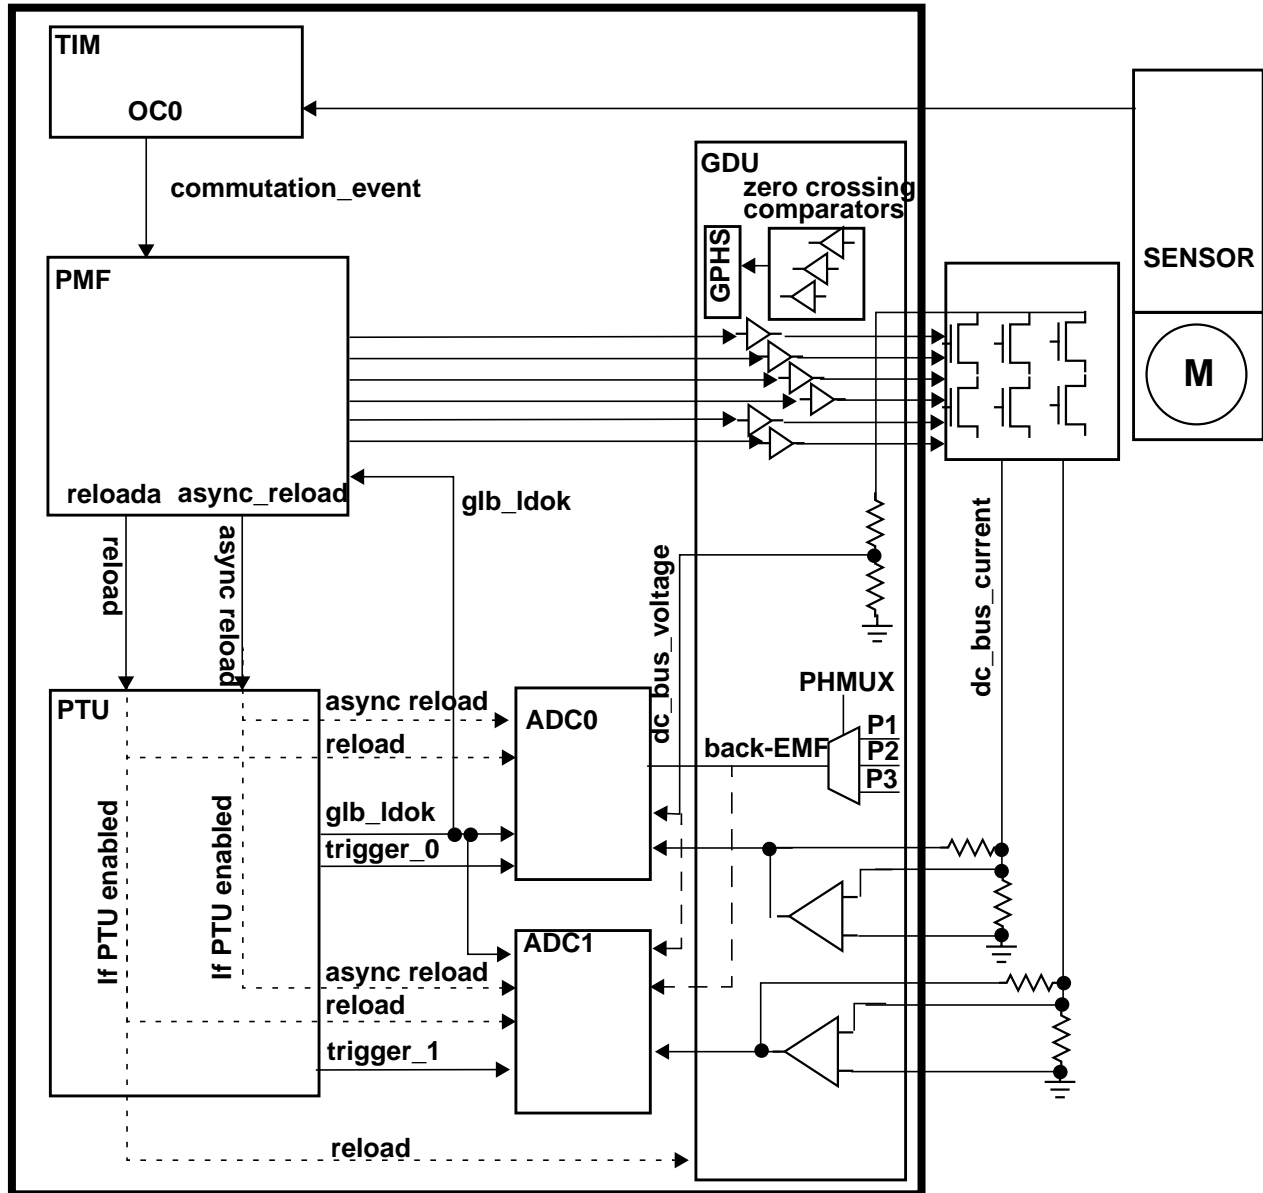 TIM
OC0
commutation_event
GDU
zero crossing
comparators
GPHS
SENSOR
M
PMF
reloada
async_reload
glb_ldok
reload
async reload
dc_bus_voltage
dc_bus_current
PTU
async reload
reload
ADC0
PHMUX
P1
P2
P3
back-EMF
glb_ldok
trigger_0
If PTU enabled
If PTU enabled
ADC1
async reload
reload
trigger_1
reload